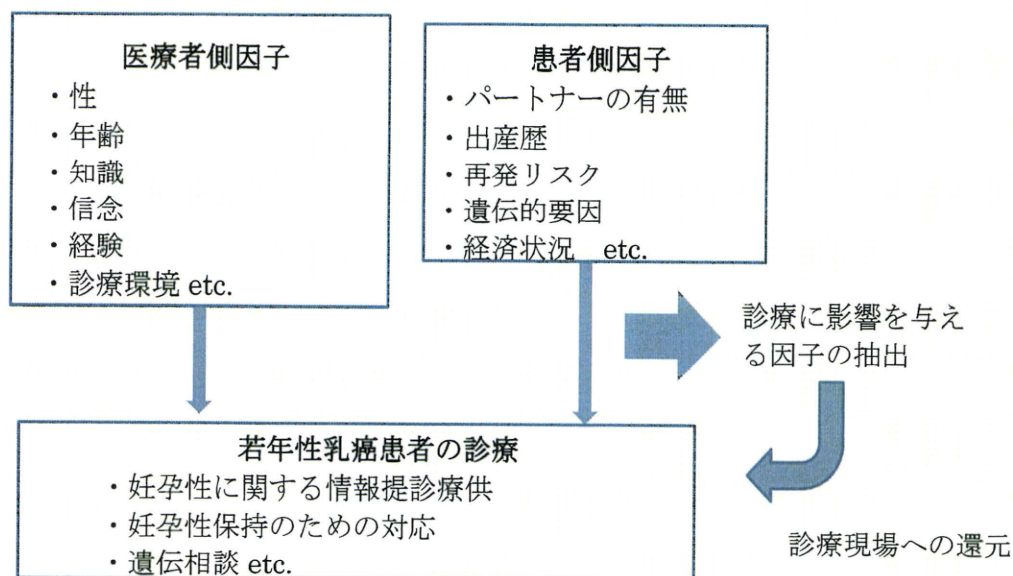 医療者側因子
・性
・年齢
・知識
・信念
・経験
・診療環境 etc.
患者側因子
・パートナーの有無
・出産歴
・再発リスク
・遺伝的要因
・経済状況 etc.
診療に影響を与え
る因子の抽出
若年性乳癌患者の診療
・妊孕性に関する情報提診療供
・妊孕性保持のための対応
・遺伝相談 etc.
診療現場への還元